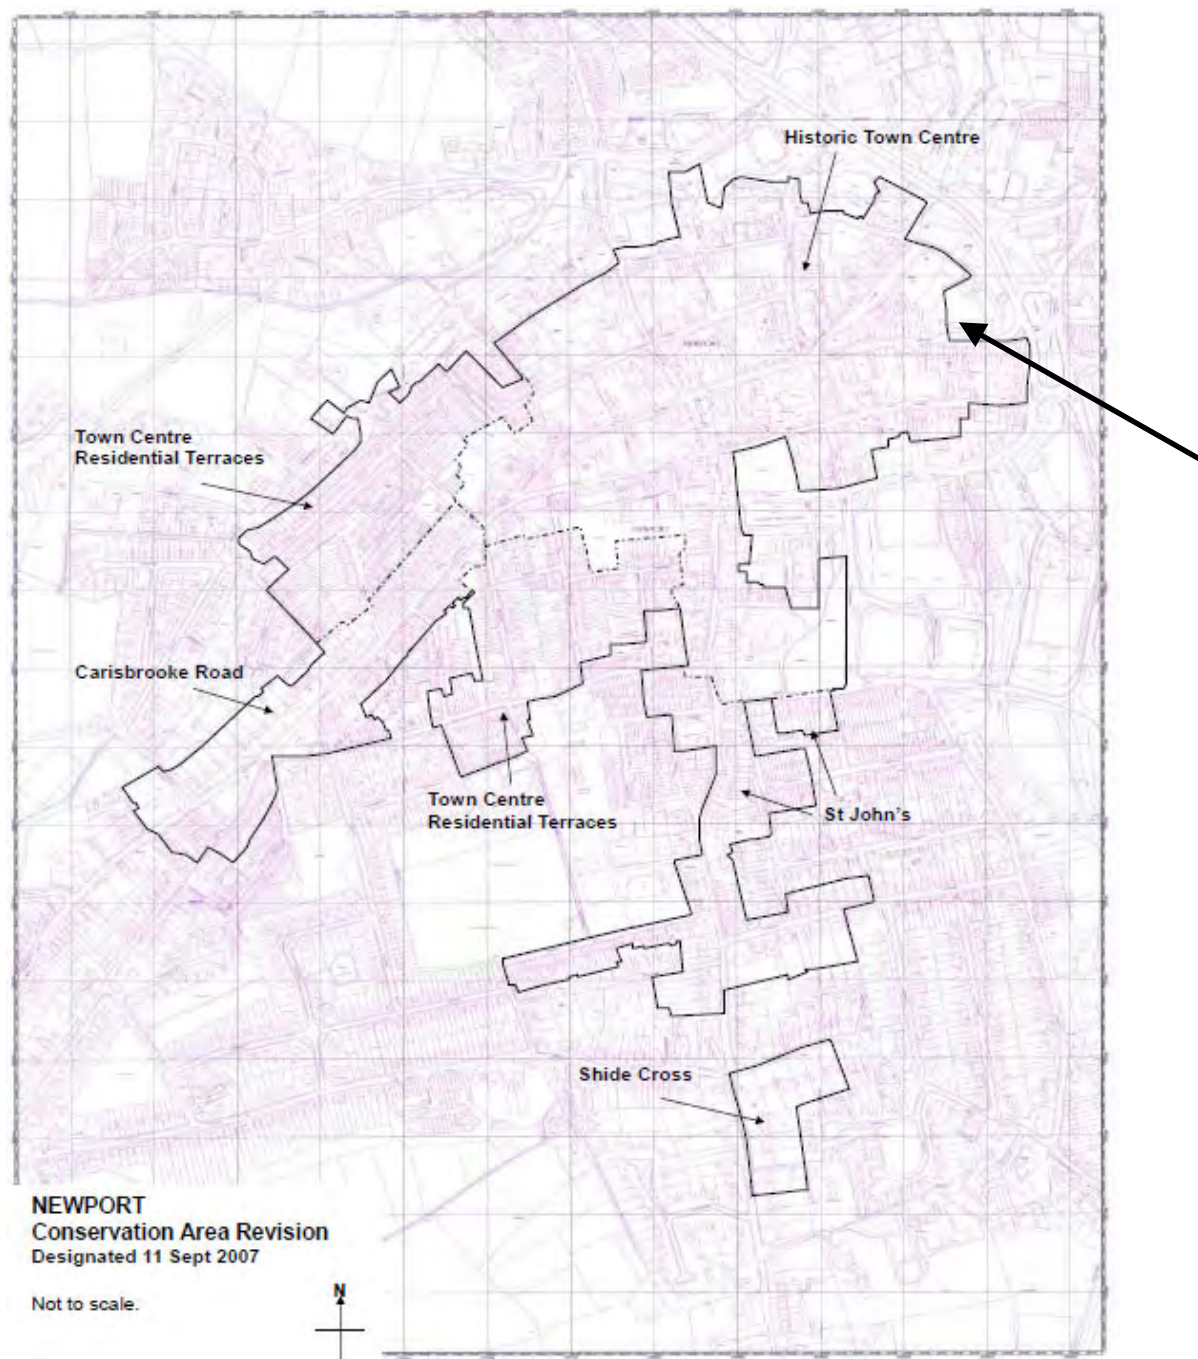 Historic Town Centre
Town Centre
Residential Terraces
Carisbrooke Road
Town Centre
Residential Terraces
St John's
Shide Cross
NEWPORT
Conservation Area Revision
Designated 11 Sept 2007
Not to scale.
N